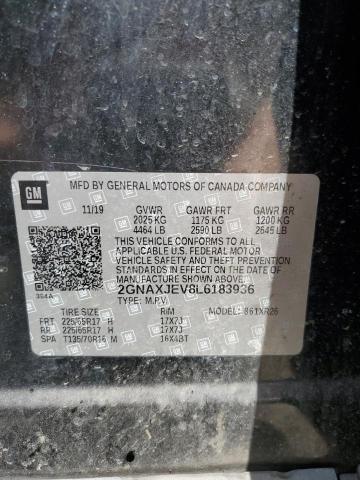 GM
MFD BY GENERAL MOTORS OF CANADA COMPANY
11/19 GVWR GAWR FRT GAWR RR
2025 KG 1175 KG 1200 KG
4464 LB 2590 LB 2645 LB
THIS VEHICLE CONFORMS TO ALL
APPLICABLE U.S. FEDERAL MOTOR
VEHICLE SAFETY, BUMPER, AND THEFT
PREVENTION STANDARDS IN EFFECT ON
THE DATE OF MANUFACTURE
SHOWN ABOVE.
2GNAXJEV8L6183936
3S4A
TYPE: M.P.V. MODEL: 861XR26
TIRE SIZE RIM
FRT 225/65R17 H 17X7J
RR 225/65R17 H 17X7J
SPA T135/70R16 M 16X4BT